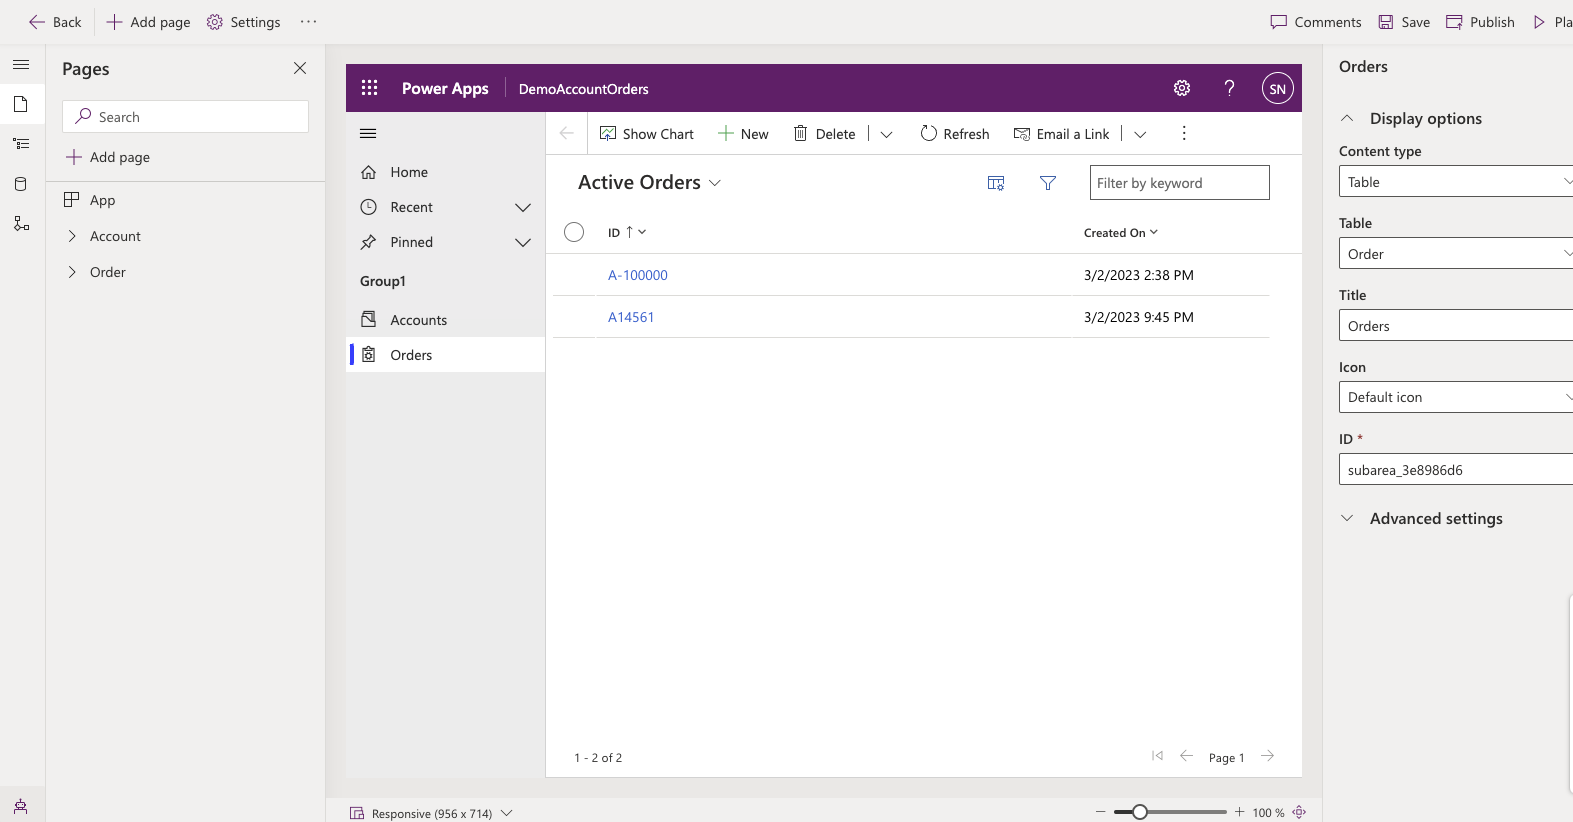 Back
Add page
Settings
Comments
Save
Publish
Pla
Pages
Search
Add page
App
Account
Order
Power Apps
DemoAccountOrders
SN
Home
Recent
Pinned
Group1
Accounts
Orders
Show Chart
New
Delete
Refresh
Email a Link
Active Orders
Filter by keyword
ID
Created On
A-100000
3/2/2023 2:38 PM
A14561
3/2/2023 9:45 PM
1 - 2 of 2
Page 1
Responsive (956 x 714)
100 %
Orders
Display options
Content type
Table
Table
Order
Title
Orders
Icon
Default icon
ID *
subarea_3e8986d6
Advanced settings